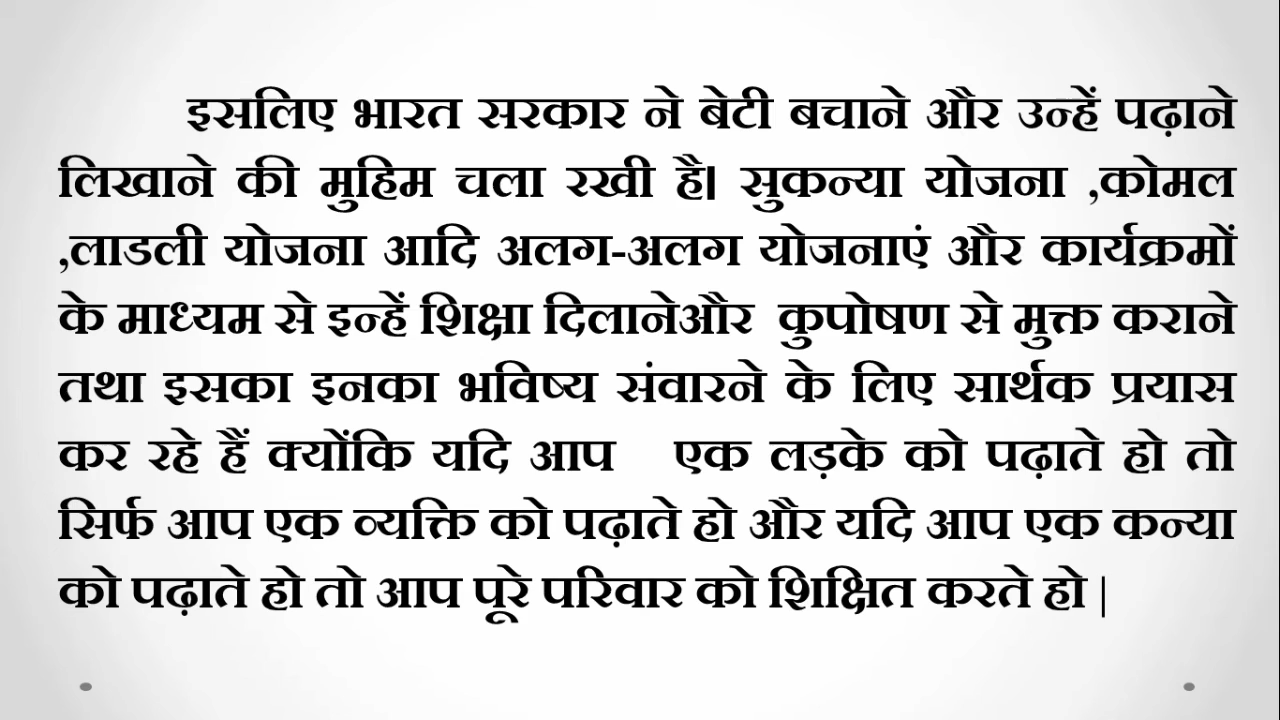 इसलिए भारत सरकार ने बेटी बचाने और उन्हें पढ़ाने
लिखाने की मुहिम चला रखी है। सुकन्या योजना ,कोमल
,लाडली योजना आदि अलग-अलग योजनाएं और कार्यक्रमों
के माध्यम से इन्हें शिक्षा दिलानेऔर कुपोषण से मुक्त कराने
तथा इसका इनका भविष्य संवारने के लिए सार्थक प्रयास
कर रहे हैं क्योंकि यदि आप एक लड़के को पढ़ाते हो तो
सिर्फ आप एक व्यक्ति को पढ़ाते हो और यदि आप एक कन्या
को पढ़ाते हो तो आप पूरे परिवार को शिक्षित करते हो |